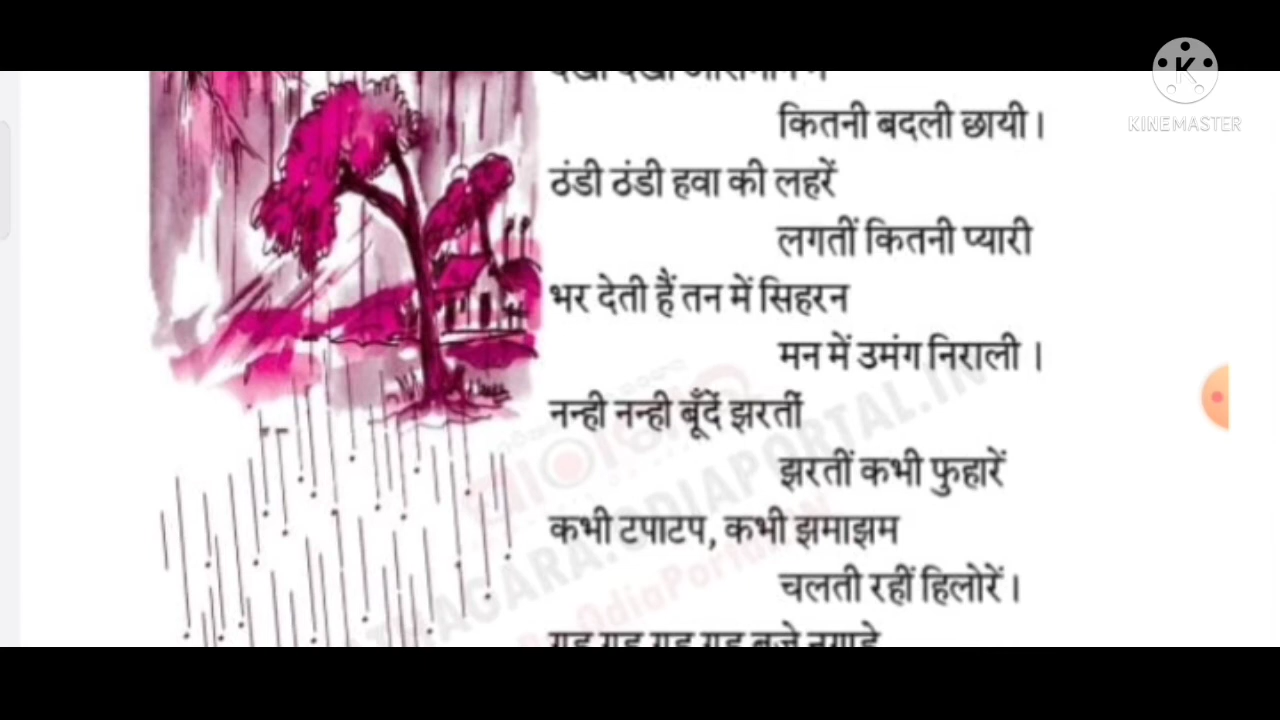 कितनी बदली छायी।
ठंडी ठंडी हवा की लहरें
लगतीं कितनी प्यारी
भर देती हैं तन में सिहरन
मन में उमंग निराली ।
नन्ही नन्ही बूँदें झरतीं
झरतीं कभी फुहारें
कभी टपाटप, कभी झमाझम
चलती रहीं हिलोरें।
K
KINEMASTER